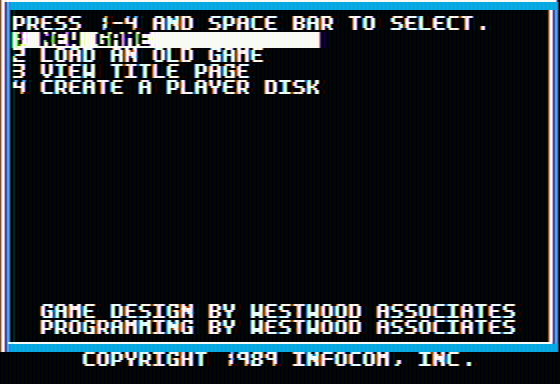 PRESS 1-4 AND SPACE BAR TO SELECT.
1 NEW GAME
2 LOAD AN OLD GAME
3 VIEW TITLE PAGE
4 CREATE A PLAYER DISK
GAME DESIGN BY WESTWOOD ASSOCIATES
PROGRAMMING BY WESTWOOD ASSOCIATES
COPYRIGHT 1989 INFOCOM, INC.